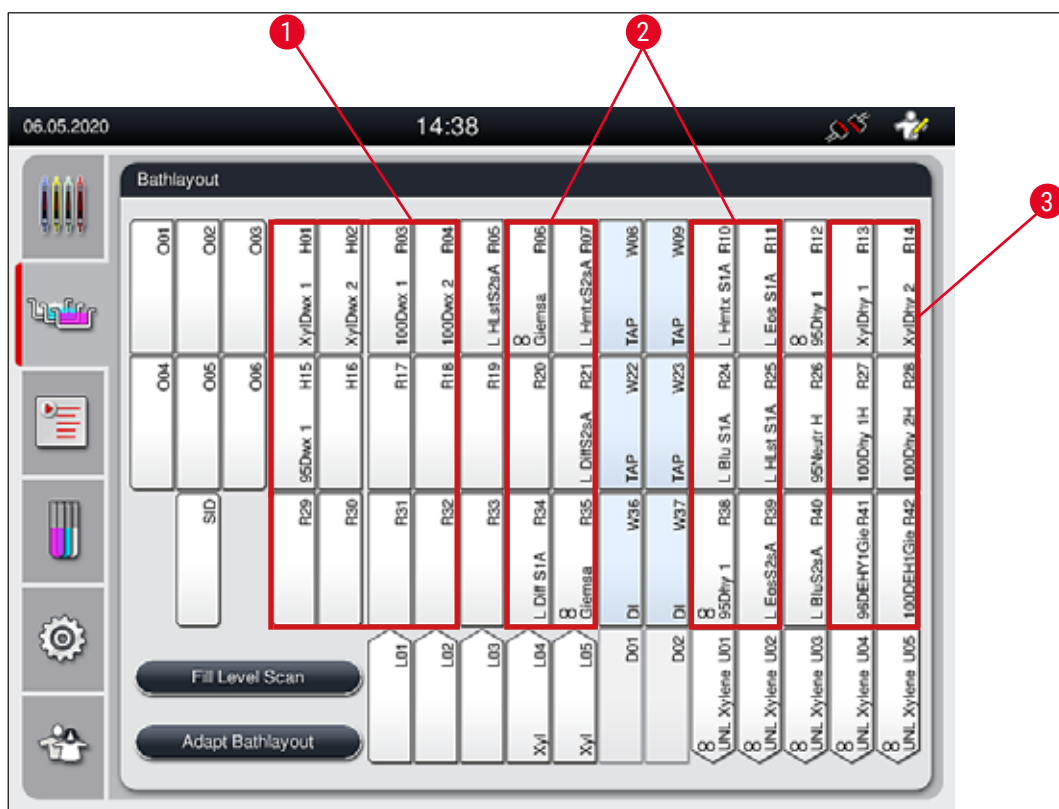 1
2
3
06.05.2020
14:38
Bathlayout
O01
O02
O03
XylDwx 1 H01
XylDwx 2 H02
100Dwx 1 R03
100Dwx 2 R04
L HLstS2sA R05
∞
Giemsa R06
L HmtxS2sA R07
TAP W08
TAP W09
L Hmtx S1A R10
L Eos S1A R11
∞
95Dhy 1 R12
XylDhy 1 R13
XylDhy 2 R14
O04
O05
O06
95Dwx 1 H15
H16
R17
R18
R19
R20
L DiffS2sA R21
TAP W22
TAP W23
L Blu S1A R24
L HLst S1A R25
95Neutr H R26
100Dhy 1H R27
100Dhy 2H R28
SID
R29
R30
R31
R32
R33
L Diff S1A R34
∞
Giemsa R35
DI W36
DI W37
∞
95Dhy 1 R38
L EosS2sA R39
L BluS2sA R40
96DEHY1Gie R41
100DEH1Gie R42
L01
L02
L03
Xyl L04
Xyl L05
D01
D02
∞
UNL Xylene U01
∞
UNL Xylene U02
∞
UNL Xylene U03
∞
UNL Xylene U04
∞
UNL Xylene U05
Fill Level Scan
Adapt Bathlayout